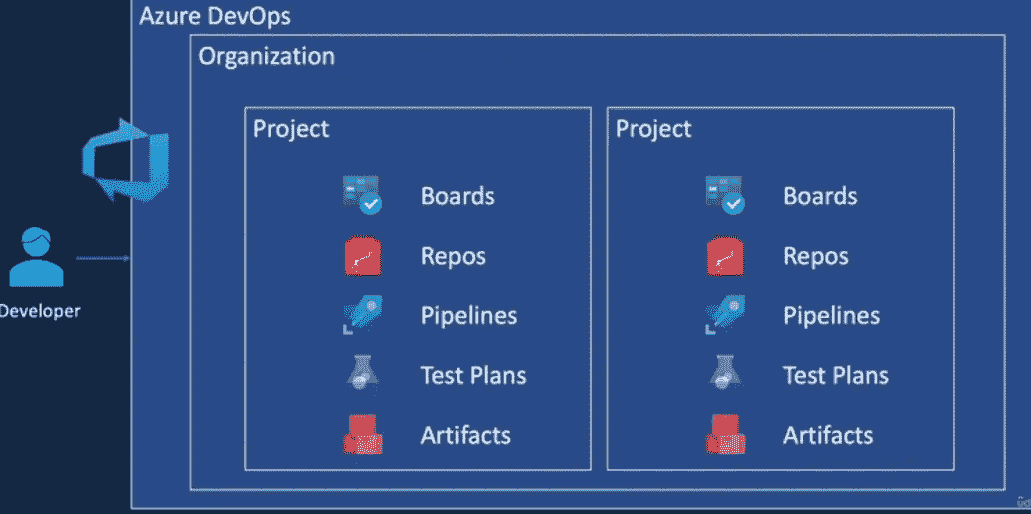 Azure DevOps
Organization
Project
Boards
Repos
Pipelines
Test Plans
Artifacts
Project
Boards
Repos
Pipelines
Test Plans
Artifacts
Developer